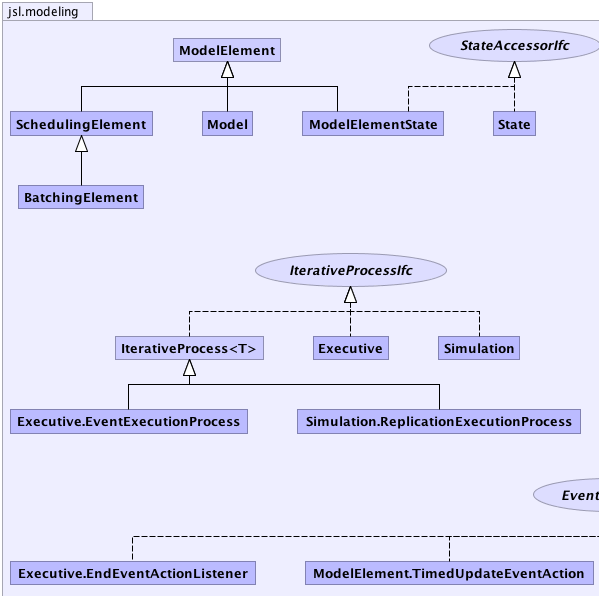 jsl.modeling
ModelElement
StateAccessorIfc
SchedulingElement
Model
ModelElementState
State
BatchingElement
IterativeProcessIfc
IterativeProcess<T>
Executive
Simulation
Executive.EventExecutionProcess
Simulation.ReplicationExecutionProcess
Event
Executive.EndEventActionListener
ModelElement.TimedUpdateEventAction